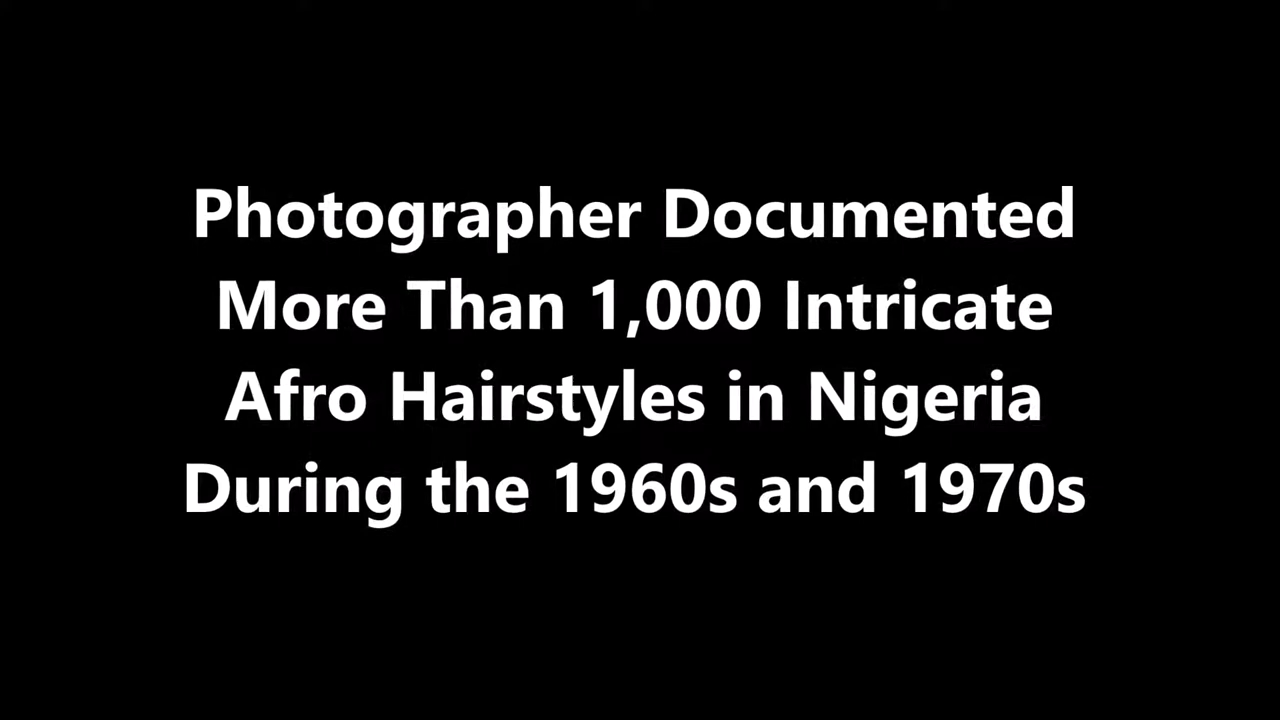 Photographer Documented
More Than 1,000 Intricate
Afro Hairstyles in Nigeria
During the 1960s and 1970s